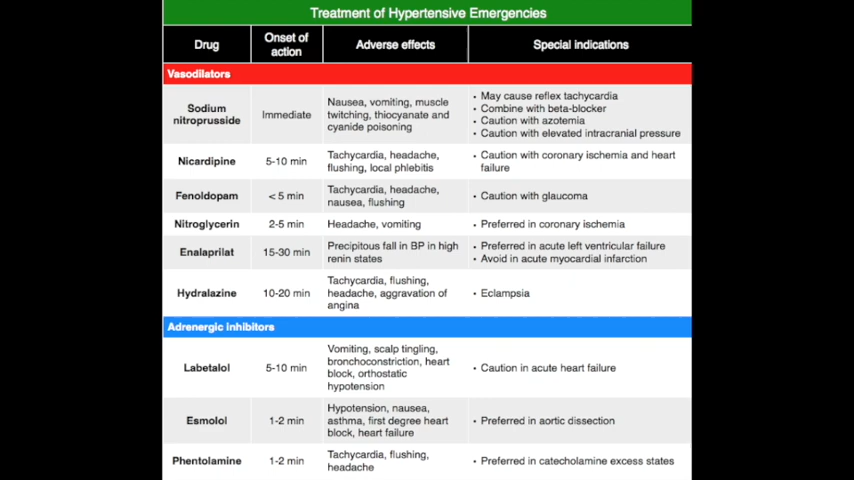 Treatment of Hypertensive Emergencies
Drug
Onset of
action
Adverse effects
Special indications
Vasodilators
Sodium
nitroprusside
Immediate
Nausea, vomiting, muscle
twitching, thiocyanate and
cyanide poisoning
• May cause reflex tachycardia
• Combine with beta-blocker
• Caution with azotemia
• Caution with elevated intracranial pressure
Nicardipine
5-10 min
Tachycardia, headache,
flushing, local phlebitis
• Caution with coronary ischemia and heart
failure
Fenoldopam
< 5 min
Tachycardia, headache,
nausea, flushing
• Caution with glaucoma
Nitroglycerin
2-5 min
Headache, vomiting
• Preferred in coronary ischemia
Enalaprilat
15-30 min
Precipitous fall in BP in high
renin states
• Preferred in acute left ventricular failure
• Avoid in acute myocardial infarction
Hydralazine
10-20 min
Tachycardia, flushing,
headache, aggravation of
angina
• Eclampsia
Adrenergic inhibitors
Labetalol
5-10 min
Vomiting, scalp tingling,
bronchoconstriction, heart
block, orthostatic
hypotension
• Caution in acute heart failure
Esmolol
1-2 min
Hypotension, nausea,
asthma, first degree heart
block, heart failure
• Preferred in aortic dissection
Phentolamine
1-2 min
Tachycardia, flushing,
headache
• Preferred in catecholamine excess states